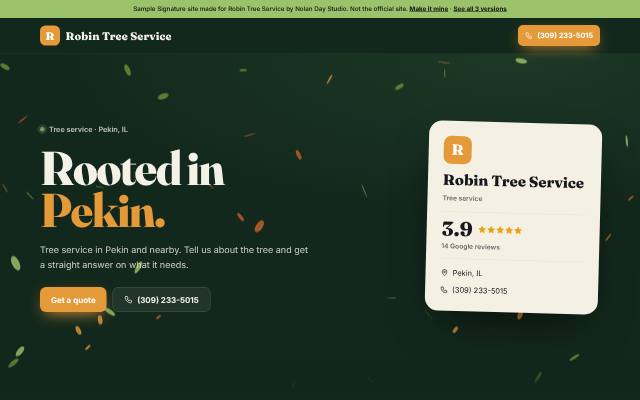 Sample Signature site made for Robin Tree Service by Nolan Day Studio. Not the official site. Make it mine · See all 3 versions
R Robin Tree Service
(309) 233-5015
Tree service · Pekin, IL
Rooted in
Pekin.
Tree service in Pekin and nearby. Tell us about the tree and get
a straight answer on what it needs.
Get a quote
(309) 233-5015
R
Robin Tree Service
Tree service
3.9
14 Google reviews
Pekin, IL
(309) 233-5015